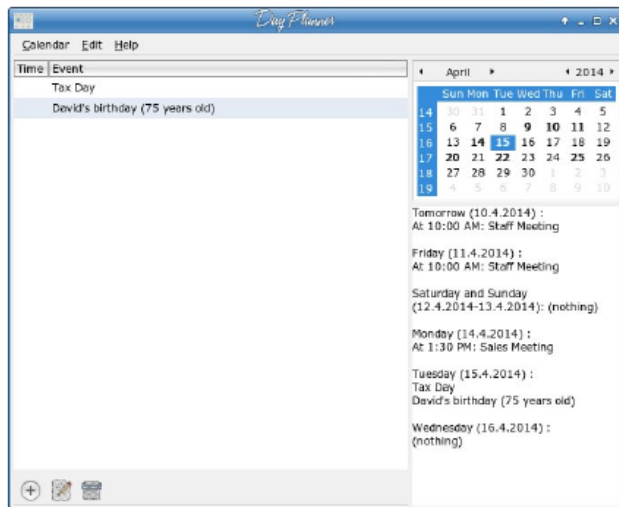 Day Planner
Calendar Edit Help
Time Event
Tax Day
David's birthday (75 years old)
April 2014
Sun Mon Tue Wed Thu Fri Sat
14 30 31 1 2 3 4 5
15 6 7 8 9 10 11 12
16 13 14 15 16 17 18 19
17 20 21 22 23 24 25 26
18 27 28 29 30 1 2 3
19 4 5 6 7 8 9 10
Tomorrow (10.4.2014) :
At 10:00 AM: Staff Meeting
Friday (11.4.2014) :
At 10:00 AM: Staff Meeting
Saturday and Sunday
(12.4.2014-13.4.2014): (nothing)
Monday (14.4.2014) :
At 1:30 PM: Sales Meeting
Tuesday (15.4.2014) :
Tax Day
David's birthday (75 years old)
Wednesday (16.4.2014) :
(nothing)